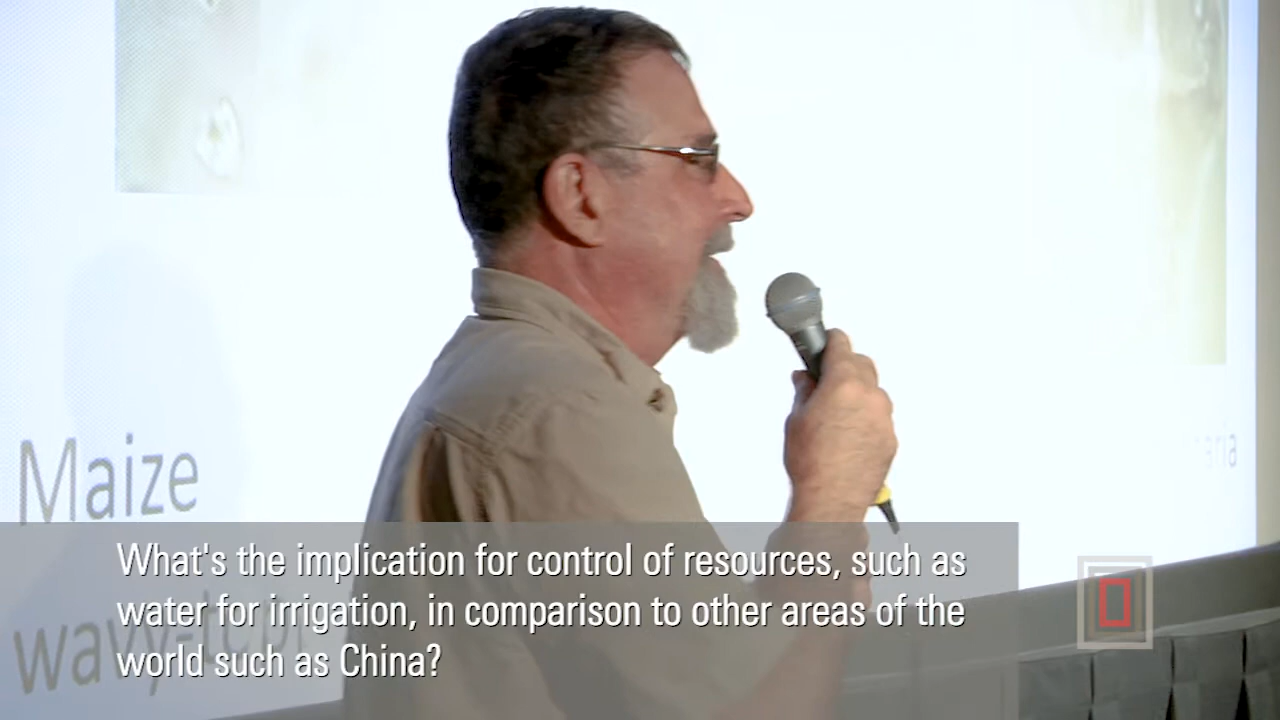 Maize
What's the implication for control of resources, such as
water for irrigation, in comparison to other areas of the
world such as China?